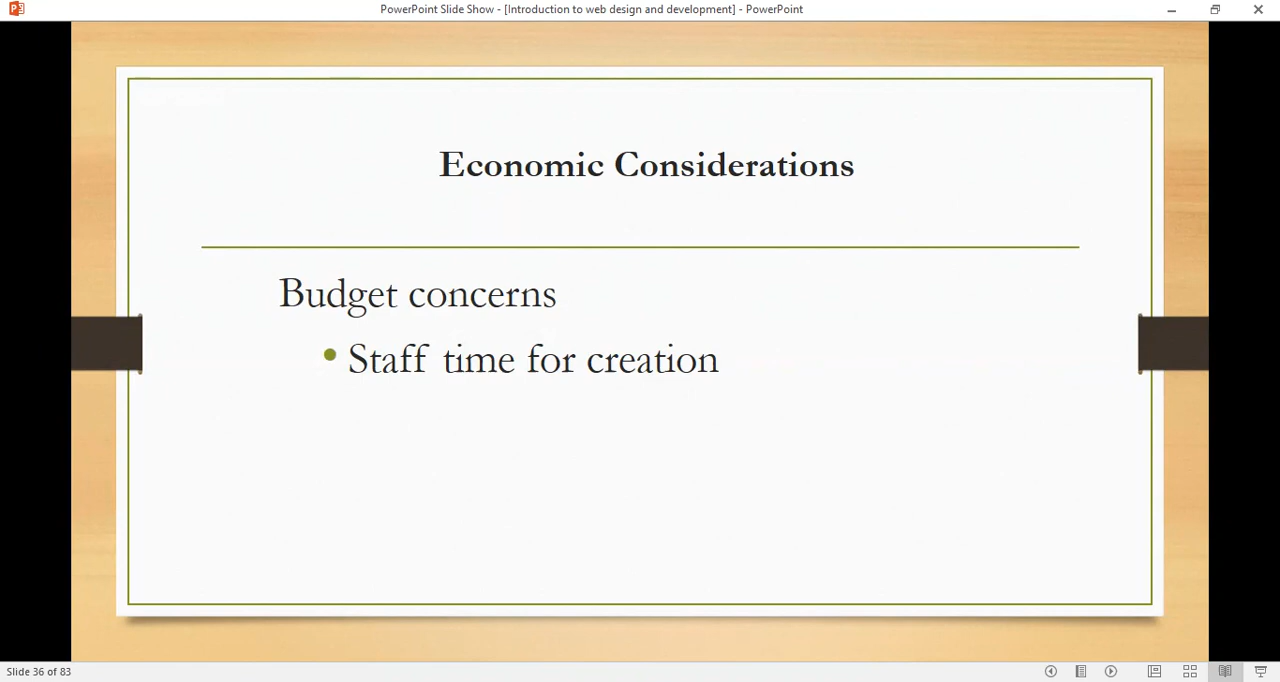 PowerPoint Slide Show - [Introduction to web design and development] - PowerPoint
Economic Considerations
Budget concerns
• Staff time for creation
Slide 36 of 83